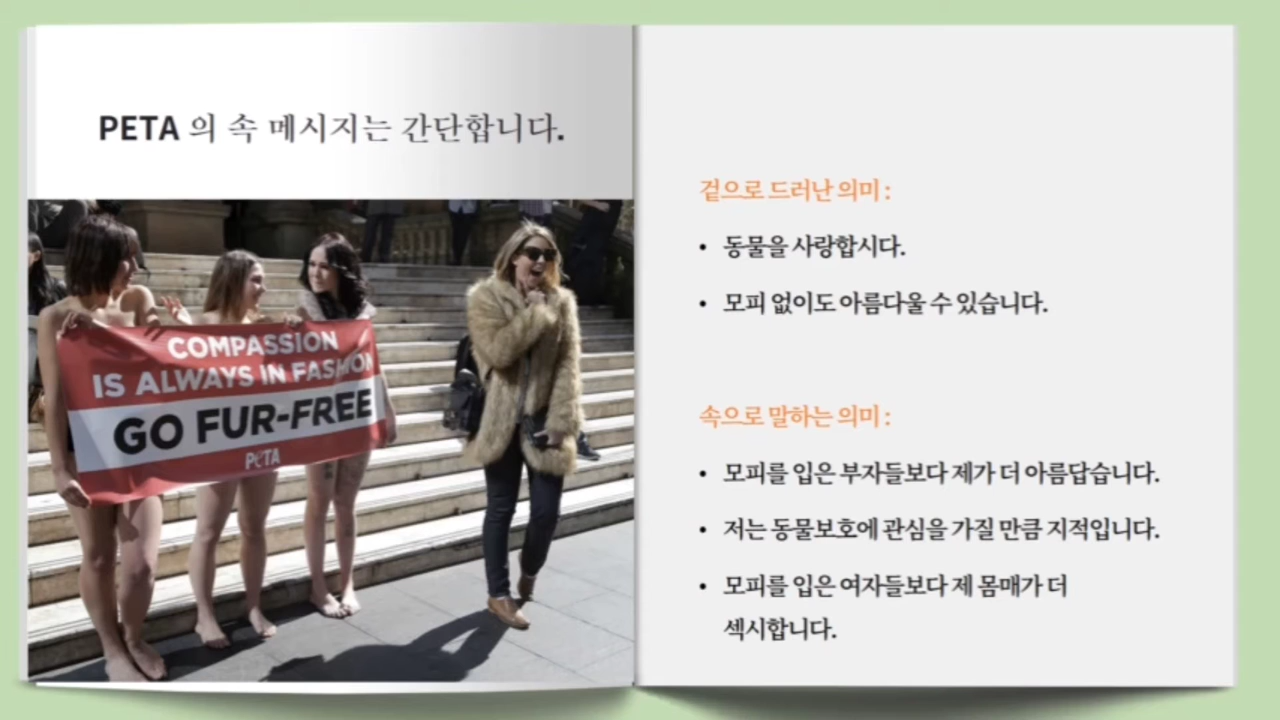 PETA 의 속 메시지는 간단합니다.
COMPASSION
IS ALWAYS IN FASHION
GO FUR-FREE
PETA
겉으로 드러난 의미 :
• 동물을 사랑합시다.
• 모피 없이도 아름다울 수 있습니다.
속으로 말하는 의미 :
• 모피를 입은 부자들보다 제가 더 아름답습니다.
• 저는 동물보호에 관심을 가질 만큼 지적입니다.
• 모피를 입은 여자들보다 제 몸매가 더
섹시합니다.